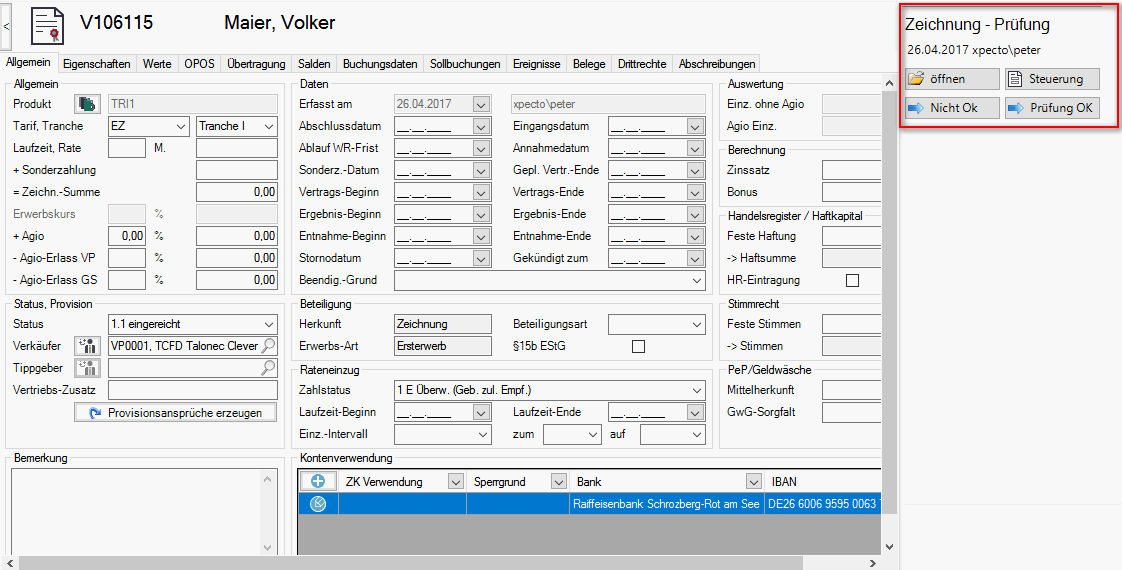 <
V106115 Maier, Volker
Allgemein Eigenschaften Werte OPOS Übertragung Salden Buchungsdaten Sollbuchungen Ereignisse Belege Drittrechte Abschreibungen
Allgemein
Produkt TRI1
Tarif, Tranche EZ Tranche I
Laufzeit, Rate M.
+ Sonderzahlung
= Zeichn.-Summe 0,00
Erwerbskurs %
+ Agio 0,00 % 0,00
- Agio-Erlass VP % 0,00
- Agio-Erlass GS % 0,00
Status, Provision
Status 1.1 eingereicht
Verkäufer VP0001, TCFD Talonec Clever
Tippgeber
Vertriebs-Zusatz
Provisionsansprüche erzeugen
Bemerkung
Daten
Erfasst am 26.04.2017 xpecto\peter
Abschlussdatum __.__.____ Eingangsdatum __.__.____
Ablauf WR-Frist __.__.____ Annahmedatum __.__.____
Sonderz.-Datum __.__.____ Gepl. Vertr.-Ende __.__.____
Vertrags-Beginn __.__.____ Vertrags-Ende __.__.____
Ergebnis-Beginn __.__.____ Ergebnis-Ende __.__.____
Entnahme-Beginn __.__.____ Entnahme-Ende __.__.____
Stornodatum __.__.____ Gekündigt zum __.__.____
Beendig.-Grund
Beteiligung
Herkunft Zeichnung Beteiligungsart
Erwerbs-Art Ersterwerb §15b EStG
Rateneinzug
Zahlstatus 1 E Überw. (Geb. zul. Empf.)
Laufzeit-Beginn __.__.____ Laufzeit-Ende __.__.____
Einz.-Intervall zum auf
Kontenverwendung
ZK Verwendung Sperrgrund Bank IBAN
Raiffeisenbank Schrozberg-Rot am See DE26 6006 9595 0063
Auswertung
Einz. ohne Agio
Agio Einz.
Berechnung
Zinssatz
Bonus
Handelsregister / Haftkapital
Feste Haftung
-> Haftsumme
HR-Eintragung
Stimmrecht
Feste Stimmen
-> Stimmen
PeP/Geldwäsche
Mittelherkunft
GwG-Sorgfalt
Zeichnung - Prüfung
26.04.2017 xpecto\peter
öffnen Steuerung
Nicht Ok Prüfung OK